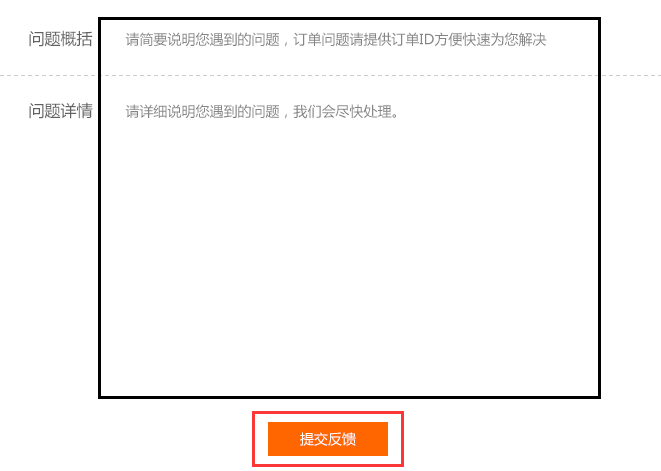 问题概括 请简要说明您遇到的问题，订单问题请提供订单ID方便快速为您解决
问题详情 请详细说明您遇到的问题，我们会尽快处理。
提交反馈